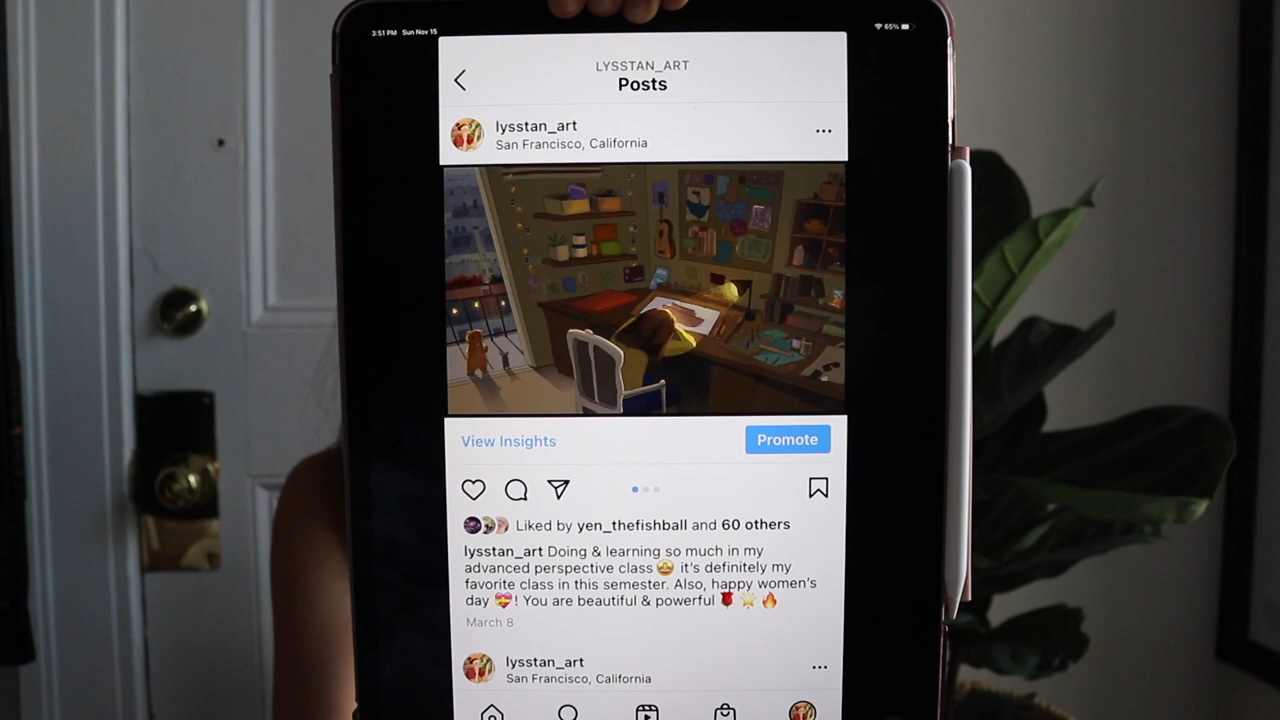 3:51 PM Sun Nov 15
65%
LYSSTAN_ART
Posts
lysstan_art
San Francisco, California
View Insights
Promote
Liked by yen_thefishball and 60 others
lysstan_art Doing & learning so much in my
advanced perspective class 🤩 it's definitely my
favorite class in this semester. Also, happy women's
day 💝! You are beautiful & powerful 🌹 🌟 🔥
March 8
lysstan_art
San Francisco, California